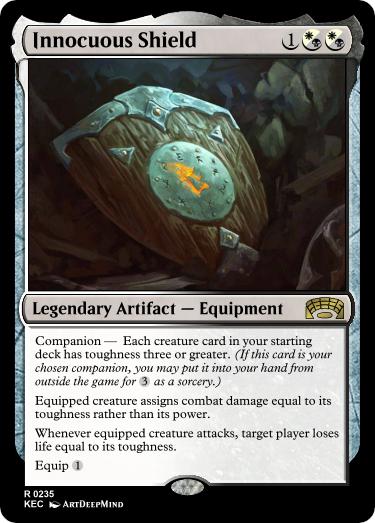 Innocuous Shield 1
Legendary Artifact — Equipment
Companion — Each creature card in your starting
deck has toughness three or greater. (If this card is your
chosen companion, you may put it into your hand from
outside the game for 3 as a sorcery.)
Equipped creature assigns combat damage equal to its
toughness rather than its power.
Whenever equipped creature attacks, target player loses
life equal to its toughness.
Equip 1
R 0235
KEC ArtDeepMind